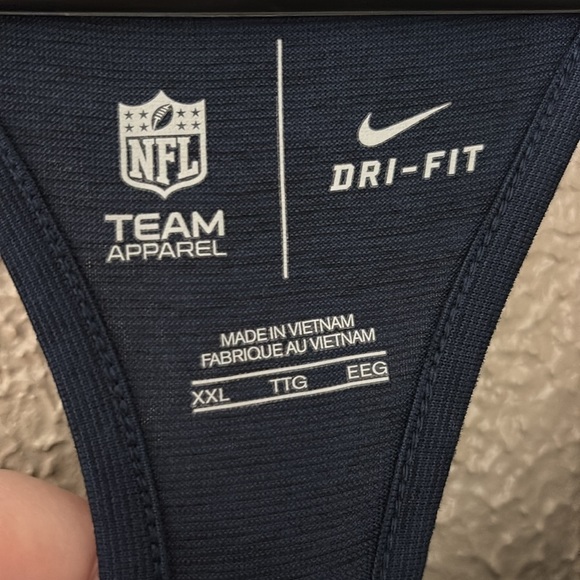 NFL
TEAM
APPAREL
DRI-FIT
MADE IN VIETNAM
FABRIQUE AU VIETNAM
XXL TTG EEG